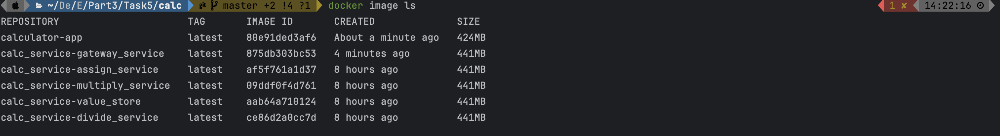 ~/De/E/Part3/Task5/calc git master +2 !4 ?1 docker image ls 1 ✘ 14:22:16
REPOSITORY TAG IMAGE ID CREATED SIZE
calculator-app latest 80e91ded3af6 About a minute ago 424MB
calc_service-gateway_service latest 875db303bc53 4 minutes ago 441MB
calc_service-assign_service latest af5f761a1d37 8 hours ago 441MB
calc_service-multiply_service latest 09ddf0f4d761 8 hours ago 441MB
calc_service-value_store latest aab64a710124 8 hours ago 441MB
calc_service-divide_service latest ce86d2a0cc7d 8 hours ago 441MB